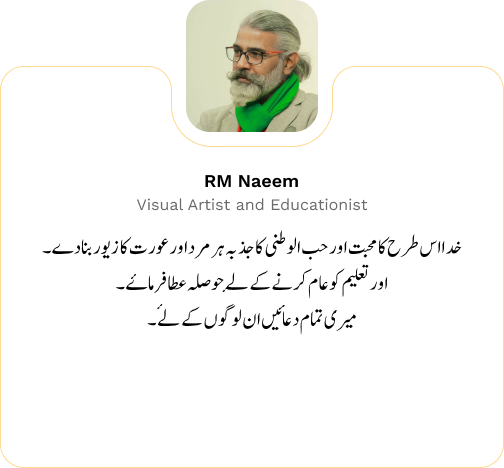 RM Naeem
Visual Artist and Educationist
خدا اس طرح کا محبت اور حب الوطنی کا جذبہ ہر مرد اور عورت کا زیور بنا دے۔
اور تعلیم کو عام کرنے کے لیے حوصلہ عطا فرمائے۔
میری تمام دعائیں ان لوگوں کے لئے۔